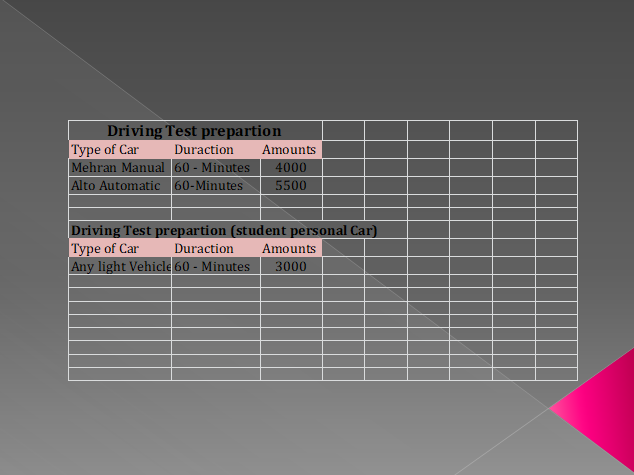 Driving Test prepartion
Type of Car Duraction Amounts
Mehran Manual 60 - Minutes 4000
Alto Automatic 60-Minutes 5500
Driving Test prepartion (student personal Car)
Type of Car Duraction Amounts
Any light Vehicle 60 - Minutes 3000